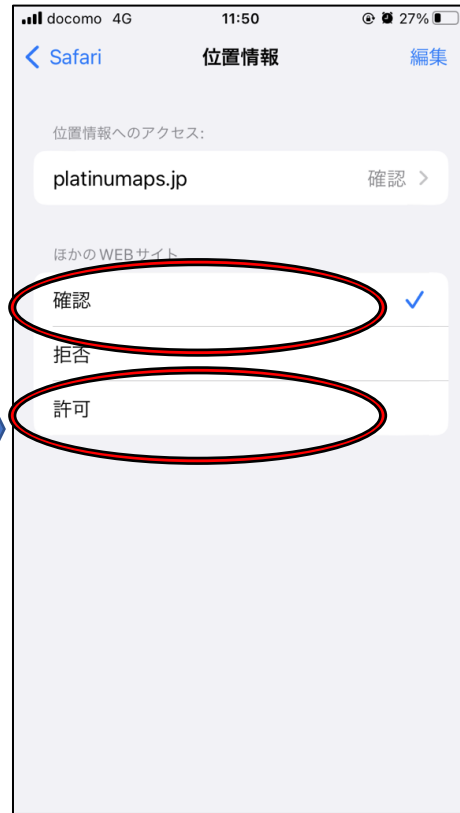 docomo 4G 11:50 27%
Safari 位置情報 編集
位置情報へのアクセス:
platinumaps.jp 確認
ほかのWEBサイト
確認
拒否
許可